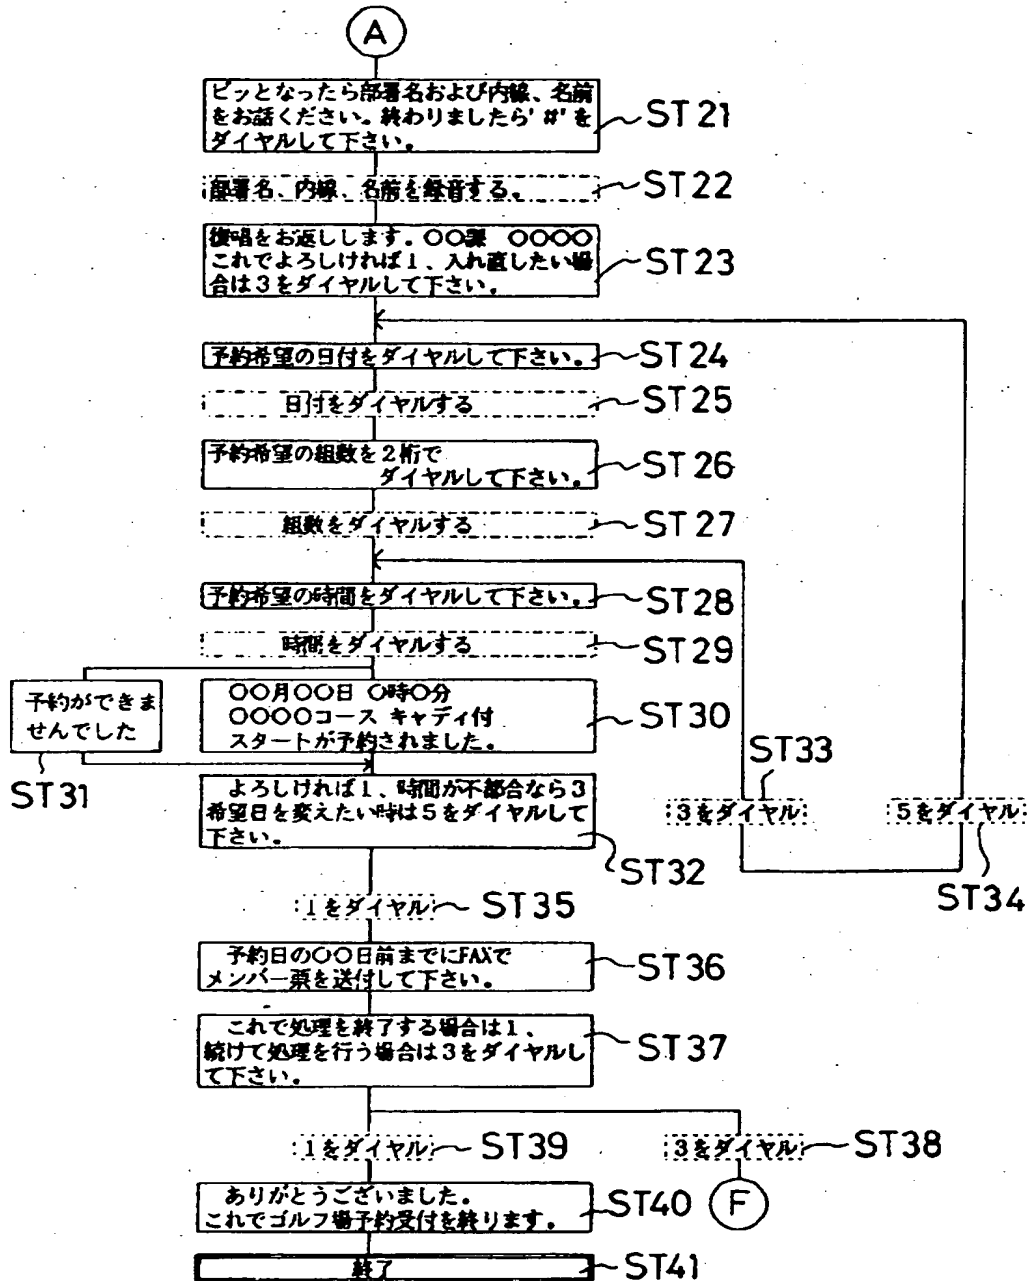 A
ピッとなったら部署名および内線、名前
をお話ください。終わりましたら'#'を
ダイヤルして下さい。
ST21
部署名、内線、名前を録音する。
ST22
復唱をお返しします。○○課 ○○○○
これでよろしければ1、入れ直したい場
合は3をダイヤルして下さい。
ST23
予約希望の日付をダイヤルして下さい。
ST24
日付をダイヤルする
ST25
予約希望の組数を2桁で
ダイヤルして下さい。
ST26
組数をダイヤルする
ST27
予約希望の時間をダイヤルして下さい。
ST28
時間をダイヤルする
ST29
予約ができま
せんでした
ST31
○○月○○日 ○時○分
○○○○コース キャディ付
スタートが予約されました。
ST30
よろしければ1、時間が不都合なら3
希望日を変えたい時は5をダイヤルして
下さい。
ST32
3をダイヤル
ST33
5をダイヤル
ST34
1をダイヤル
ST35
予約日の○○日前までにFAXで
メンバー票を送付して下さい。
ST36
これで処理を終了する場合は1、
続けて処理を行う場合は3をダイヤルし
て下さい。
ST37
1をダイヤル
ST39
3をダイヤル
ST38
F
ありがとうございました。
これでゴルフ場予約受付を終ります。
ST40
終了
ST41